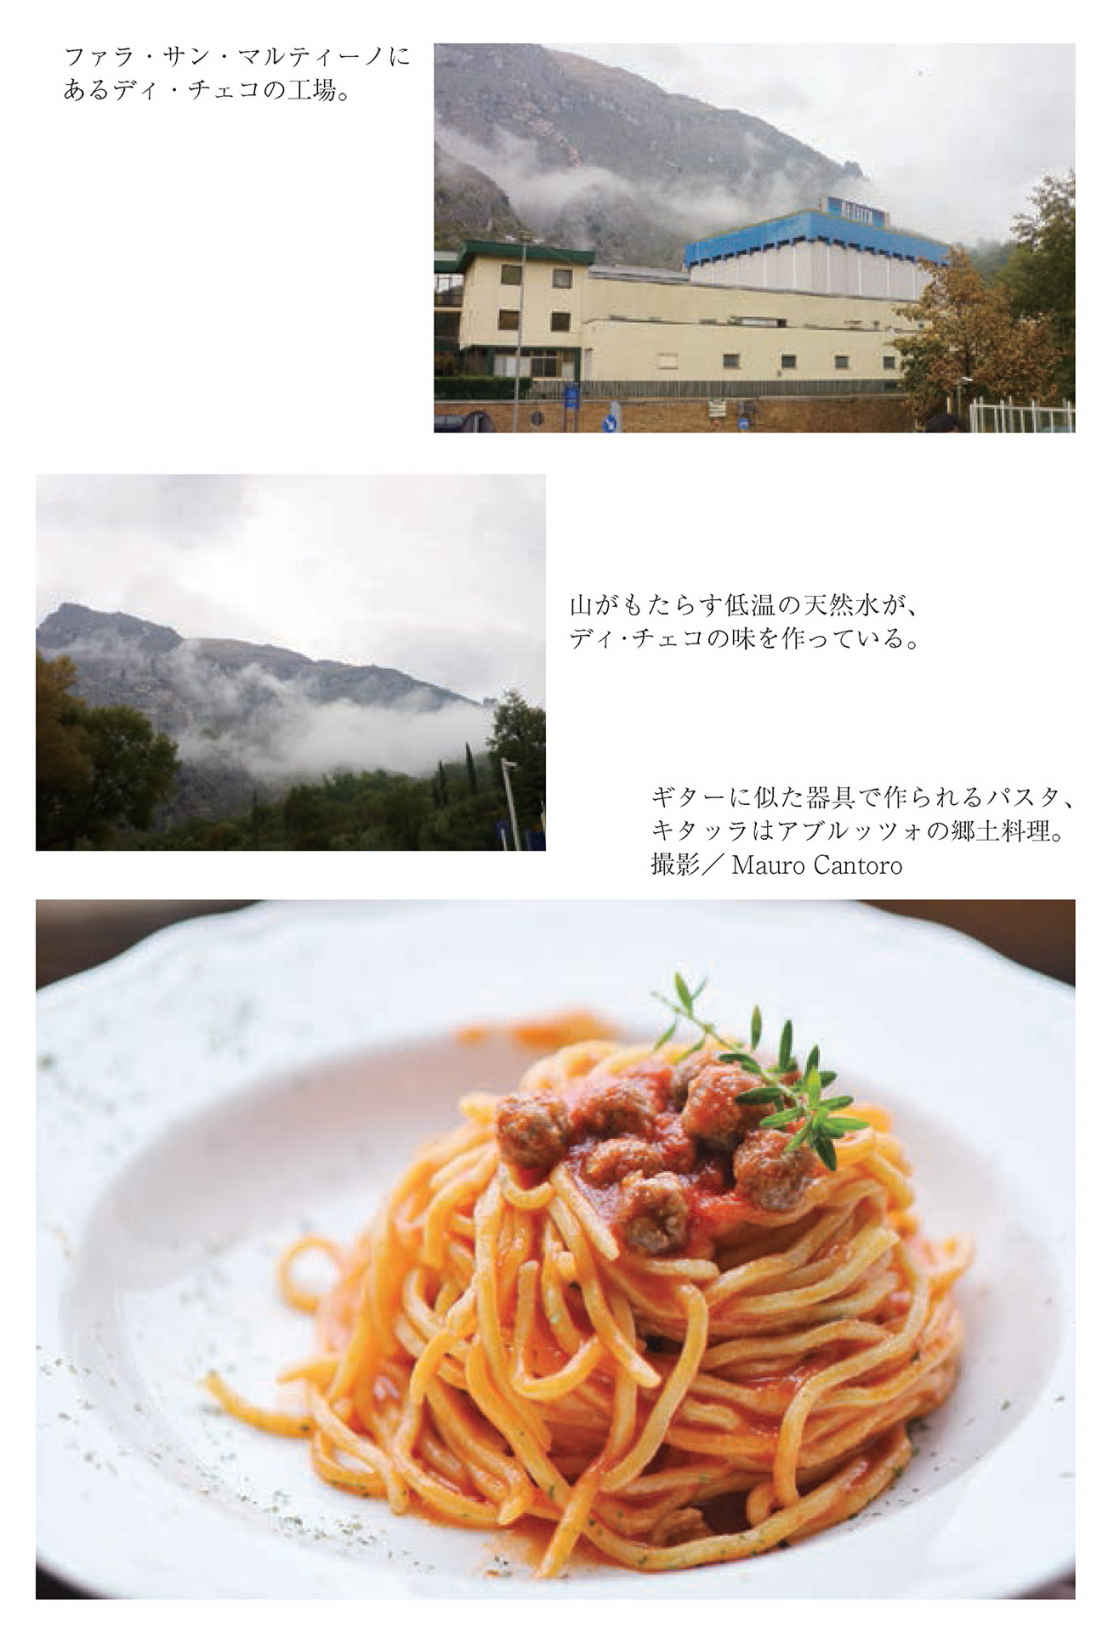 ファラ・サン・マルティーノに
あるディ・チェコの工場。
山がもたらす低温の天然水が、
ディ・チェコの味を作っている。
ギターに似た器具で作られるパスタ、
キタッラはアブルッツォの郷土料理。
撮影／Mauro Cantoro